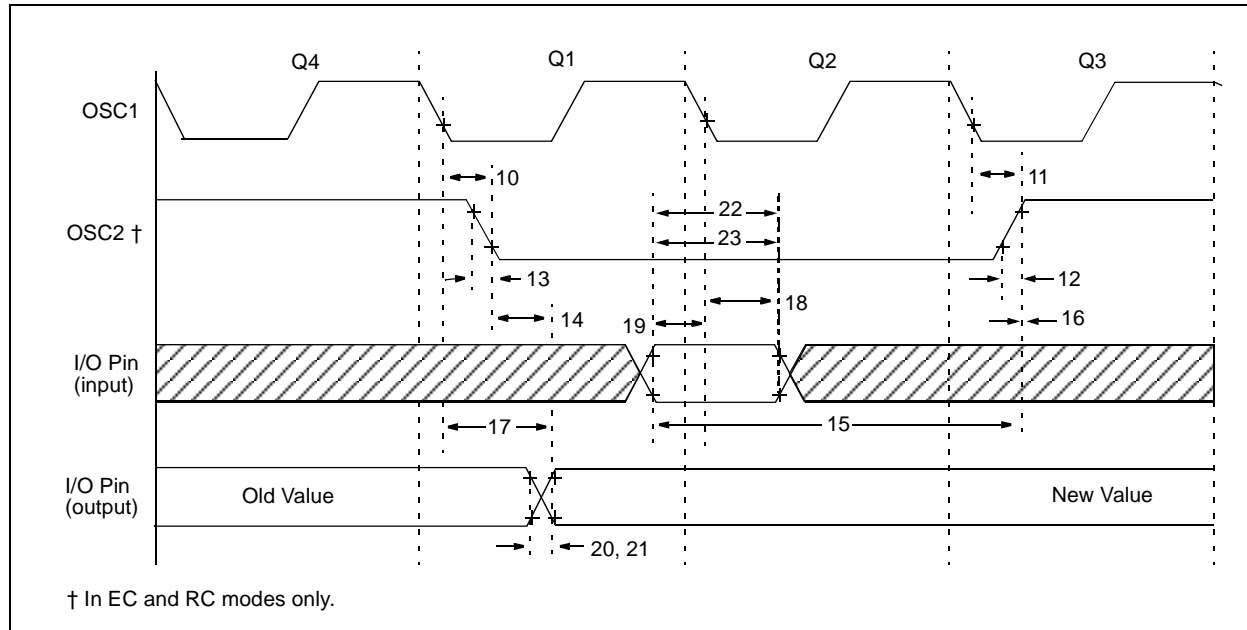 Q4 Q1 Q2 Q3
OSC1
10 11
22
OSC2 †
23
13 12
18
14 19 16
I/O Pin
(input)
17 15
I/O Pin
(output)
Old Value New Value
20, 21
† In EC and RC modes only.